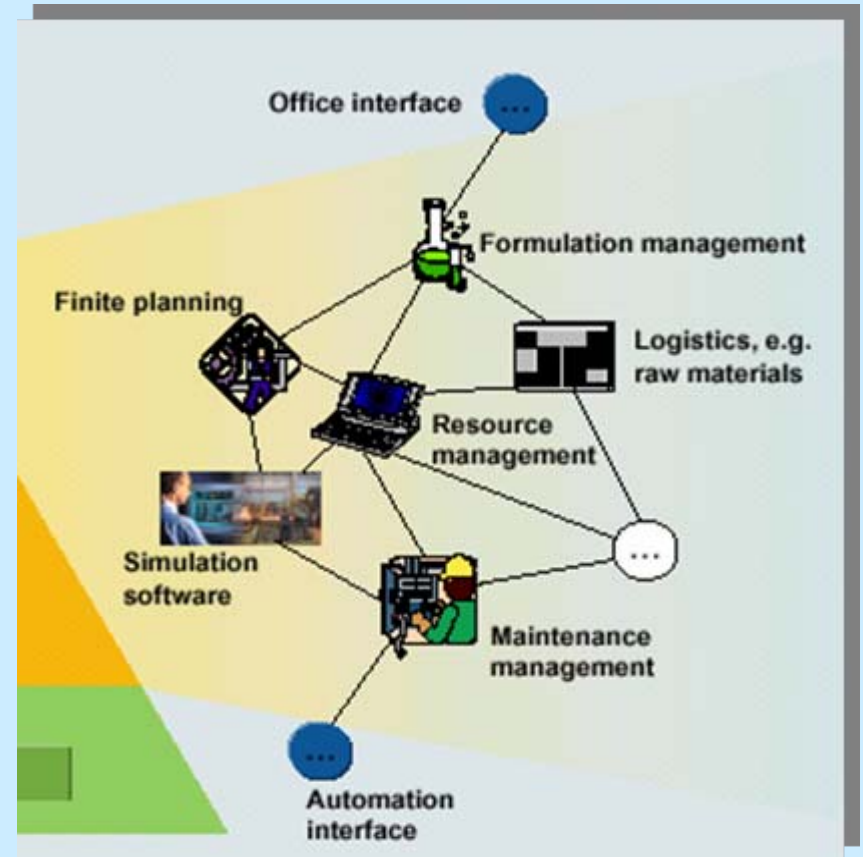 Office interface
...
Formulation management
Finite planning
Logistics, e.g.
raw materials
Resource
management
...
Simulation
software
Maintenance
management
...
Automation
interface